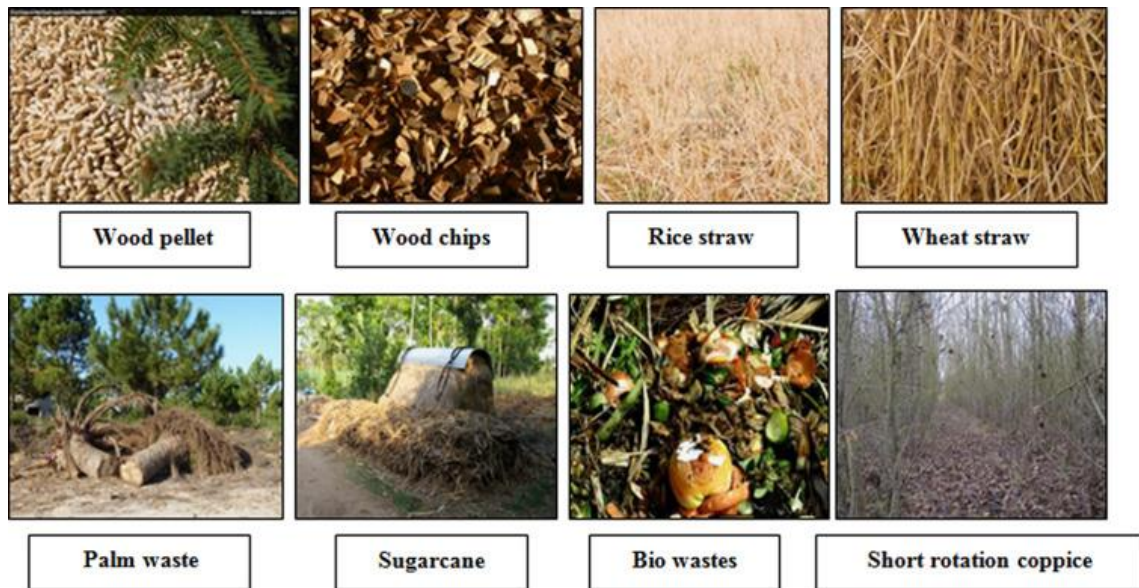 Wood pellet
Wood chips
Rice straw
Wheat straw
Palm waste
Sugarcane
Bio wastes
Short rotation coppice